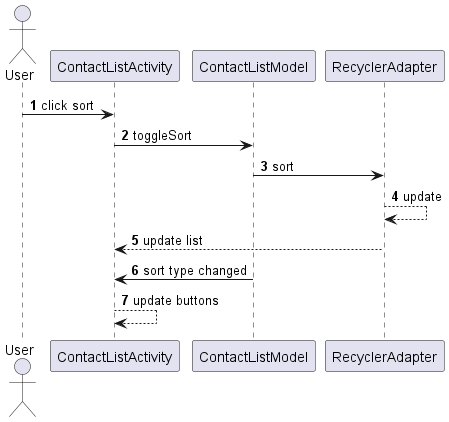 User
ContactListActivity
ContactListModel
RecyclerAdapter
1 click sort
2 toggleSort
3 sort
4 update
5 update list
6 sort type changed
7 update buttons
User
ContactListActivity
ContactListModel
RecyclerAdapter